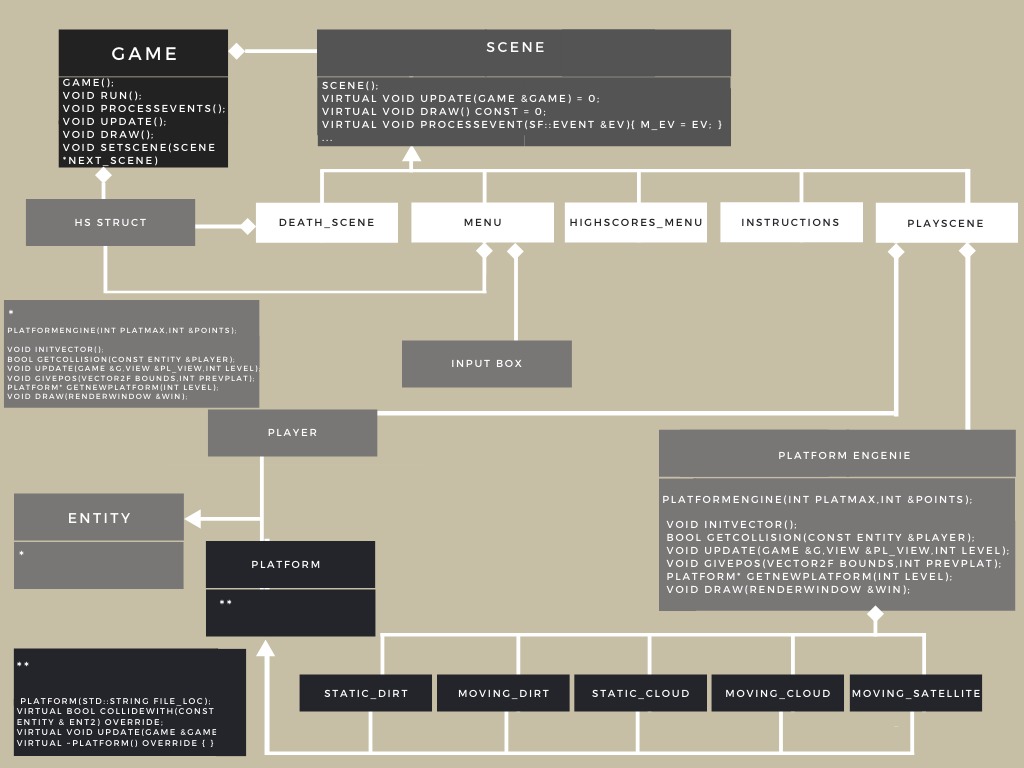 GAME
GAME();
VOID RUN();
VOID PROCESSEVENTS();
VOID UPDATE();
VOID DRAW();
VOID SETSCENE(SCENE
*NEXT_SCENE)
SCENE
SCENE();
VIRTUAL VOID UPDATE(GAME &GAME) = 0;
VIRTUAL VOID DRAW() CONST = 0;
VIRTUAL VOID PROCESSEVENT(SF::EVENT &EV){ M_EV = EV; }
...
HS STRUCT
DEATH_SCENE
MENU
HIGHSCORES_MENU
INSTRUCTIONS
PLAYSCENE
*
PLATFORMENGINE(INT PLATMAX,INT &POINTS);
VOID INITVECTOR();
BOOL GETCOLLISION(CONST ENTITY &PLAYER);
VOID UPDATE(GAME &G,VIEW &PL_VIEW,INT LEVEL);
VOID GIVEPOS(VECTOR2F BOUNDS,INT PREVPLAT);
PLATFORM* GETNEWPLATFORM(INT LEVEL);
VOID DRAW(RENDERWINDOW &WIN);
INPUT BOX
PLAYER
PLATFORM ENGENIE
PLATFORMENGINE(INT PLATMAX,INT &POINTS);
VOID INITVECTOR();
BOOL GETCOLLISION(CONST ENTITY &PLAYER);
VOID UPDATE(GAME &G,VIEW &PL_VIEW,INT LEVEL);
VOID GIVEPOS(VECTOR2F BOUNDS,INT PREVPLAT);
PLATFORM* GETNEWPLATFORM(INT LEVEL);
VOID DRAW(RENDERWINDOW &WIN);
ENTITY
*
PLATFORM
**
**
PLATFORM(STD::STRING FILE_LOC);
VIRTUAL BOOL COLLIDEWITH(CONST
ENTITY & ENT2) OVERRIDE;
VIRTUAL VOID UPDATE(GAME &GAME
VIRTUAL ~PLATFORM() OVERRIDE { }
STATIC_DIRT
MOVING_DIRT
STATIC_CLOUD
MOVING_CLOUD
MOVING_SATELLITE